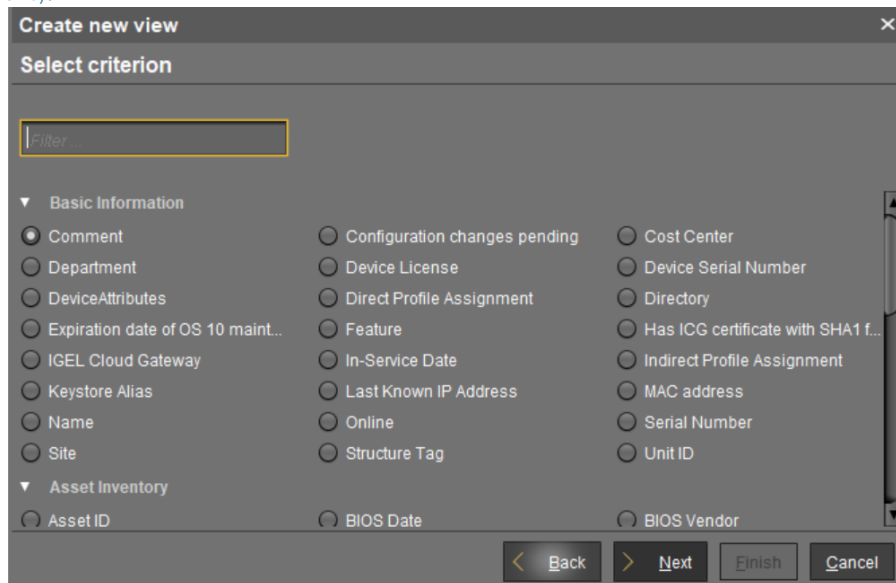 Create new view
Select criterion
Filter ...
Basic Information
Comment Configuration changes pending Cost Center
Department Device License Device Serial Number
DeviceAttributes Direct Profile Assignment Directory
Expiration date of OS 10 maint... Feature Has ICG certificate with SHA1 f...
IGEL Cloud Gateway In-Service Date Indirect Profile Assignment
Keystore Alias Last Known IP Address MAC address
Name Online Serial Number
Site Structure Tag Unit ID
Asset Inventory
Asset ID BIOS Date BIOS Vendor
Back Next Finish Cancel